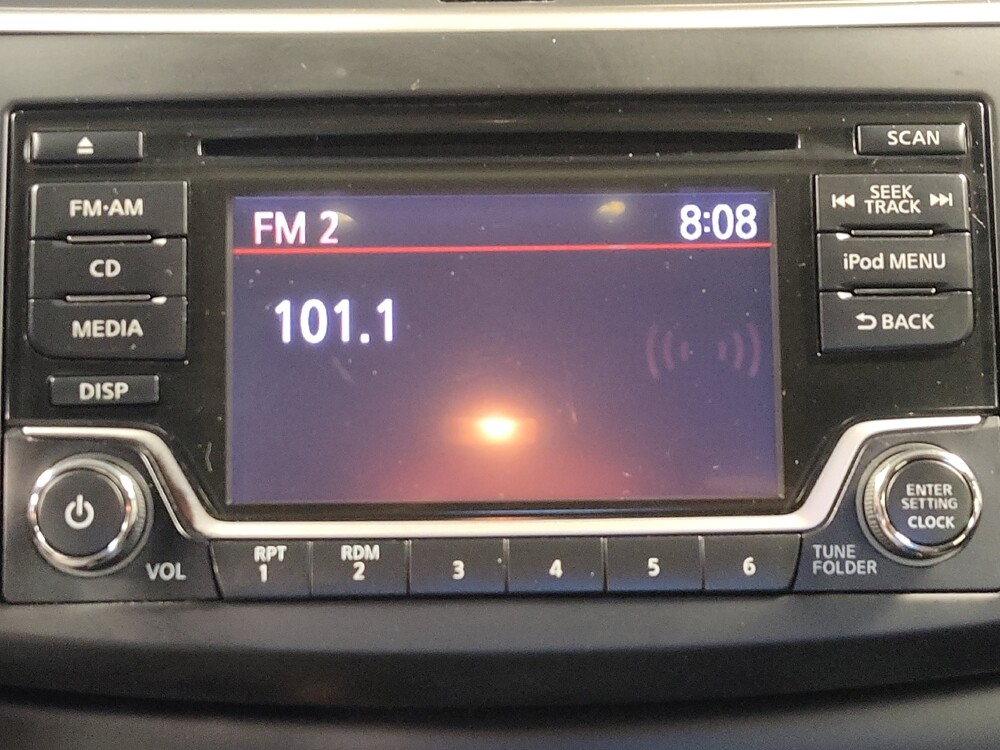 SCAN
FM·AM
CD
MEDIA
DISP
FM 2 8:08
101.1
SEEK
TRACK
iPod MENU
BACK
VOL
RPT
1
RDM
2
3
4
5
6
TUNE
FOLDER
ENTER
SETTING
CLOCK